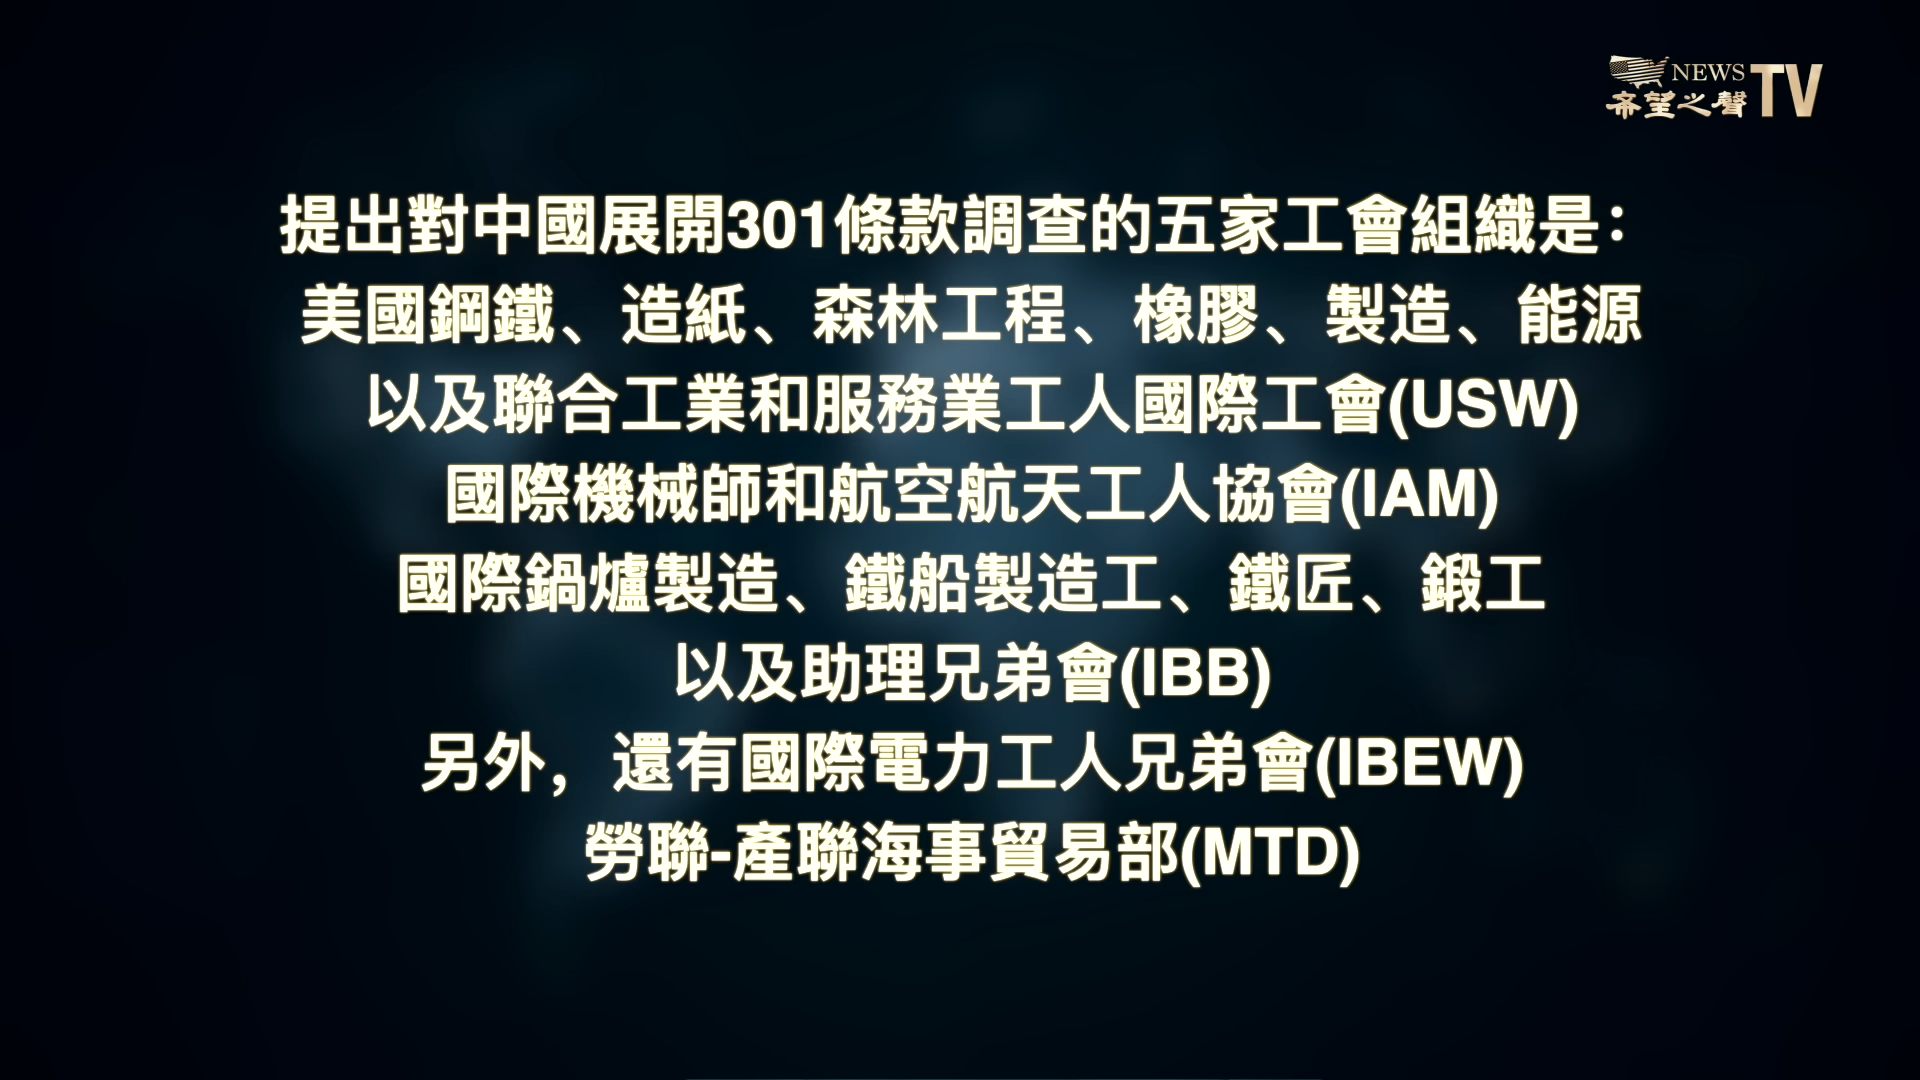 NEWS
希望之聲TV
提出對中國展開301條款調查的五家工會組織是：
美國鋼鐵、造紙、森林工程、橡膠、製造、能源
以及聯合工業和服務業工人國際工會(USW)
國際機械師和航空航天工人協會(IAM)
國際鍋爐製造、鐵船製造工、鐵匠、鍛工
以及助理兄弟會(IBB)
另外，還有國際電力工人兄弟會(IBEW)
勞聯-產聯海事貿易部(MTD)